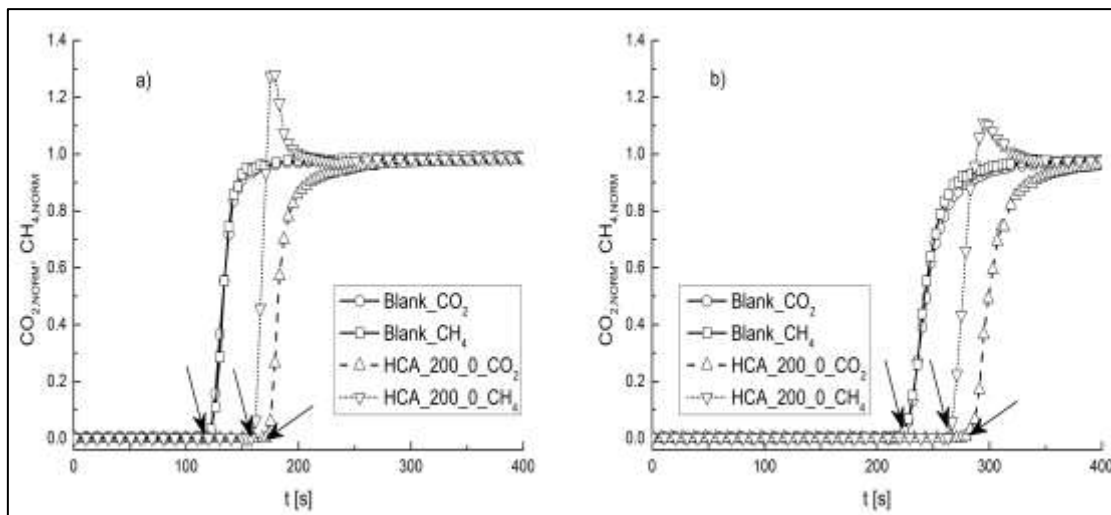 a)
CO₂,NORM, CH₄,NORM
1.4
1.2
1.0
0.8
0.6
0.4
0.2
0.0
Blank_CO₂
Blank_CH₄
HCA_200_0_CO₂
HCA_200_0_CH₄
0 100 200 300 400
t [s]
b)
CO₂,NORM, CH₄,NORM
1.4
1.2
1.0
0.8
0.6
0.4
0.2
0.0
Blank_CO₂
Blank_CH₄
HCA_200_0_CO₂
HCA_200_0_CH₄
0 100 200 300 400
t [s]